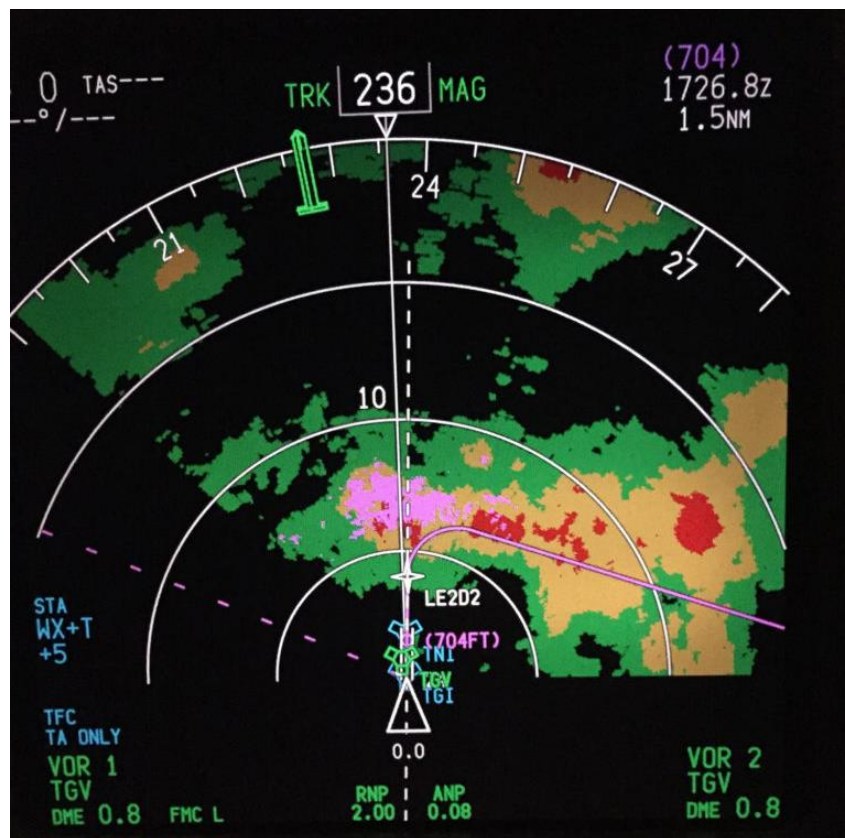 0 TAS---
--°/---
TRK 236 MAG
(704)
1726.8Z
1.5NM
21
24
27
10
LE2D2
(704FT)
TNI
TGV
TGI
STA
WX+T
+5
TFC
TA ONLY
0.0
VOR 1
TGV
DME 0.8
FMC L
RNP
2.00
ANP
0.08
VOR 2
TGV
DME 0.8